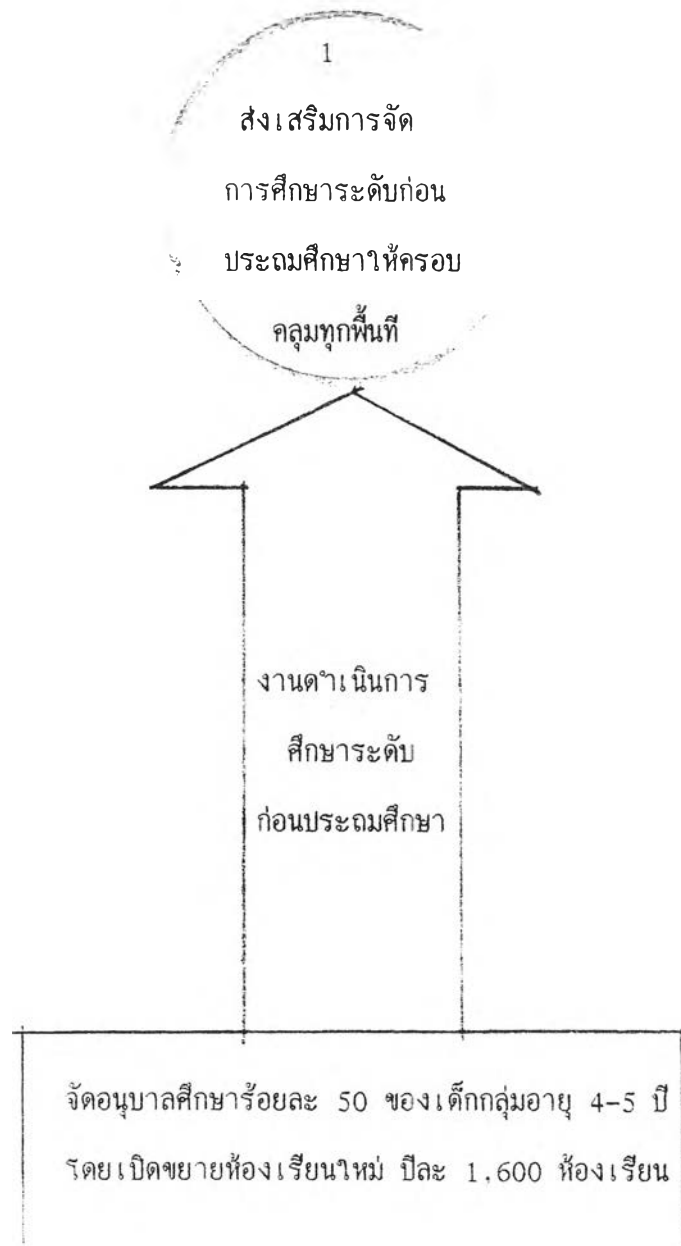 1
ส่งเสริมการจัด
การศึกษาระดับก่อน
ประถมศึกษาให้ครอบ
คลุมทุกพื้นที่
งานดำเนินการ
ศึกษาระดับ
ก่อนประถมศึกษา
จัดอนุบาลศึกษาร้อยละ 50 ของเด็กกลุ่มอายุ 4-5 ปี
โดยเปิดขยายห้องเรียนใหม่ ปีละ 1,600 ห้องเรียน